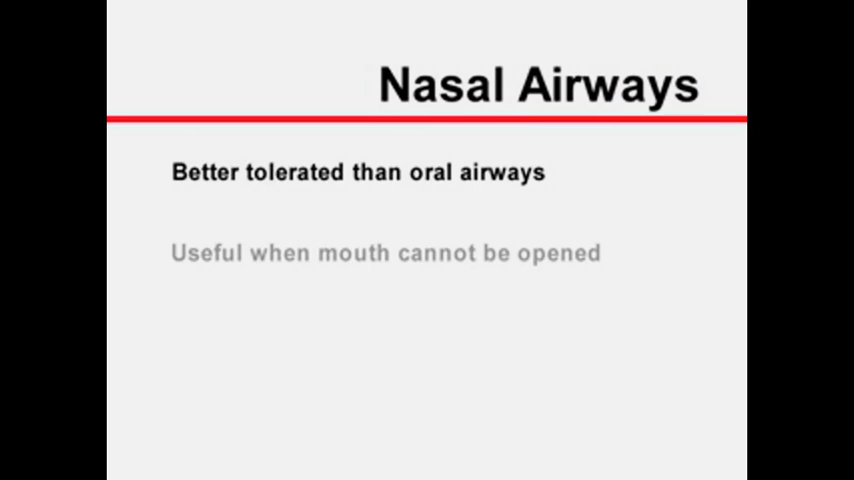 Nasal Airways
Better tolerated than oral airways
Useful when mouth cannot be opened